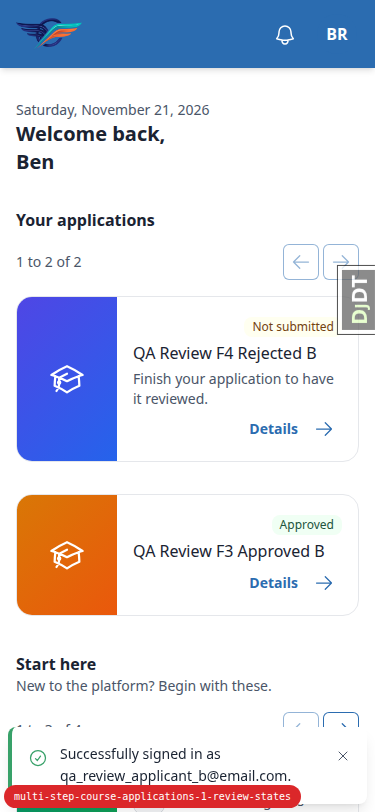 BR
Saturday, November 21, 2026
Welcome back,
Ben
Your applications
1 to 2 of 2
DjDT
Not submitted
QA Review F4 Rejected B
Finish your application to have
it reviewed.
Details
Approved
QA Review F3 Approved B
Details
Start here
New to the platform? Begin with these.
Successfully signed in as
qa_review_applicant_b@email.com.
multi-step-course-applications-1-review-states